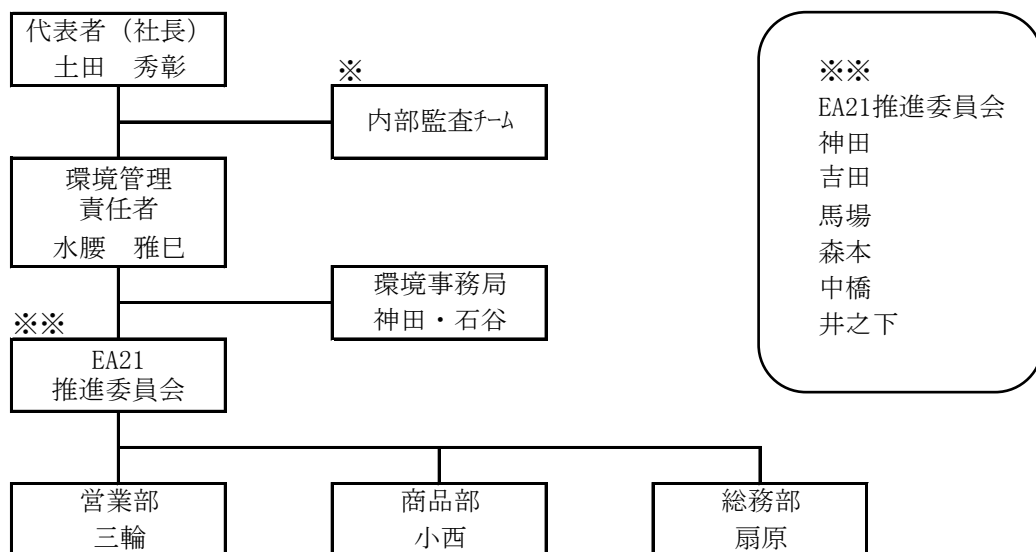 代表者（社長）
土田　秀彰
※
内部監査ﾁｰﾑ
環境管理
責任者
水腰　雅巳
環境事務局
神田・石谷
※※
EA21
推進委員会
営業部
三輪
商品部
小西
総務部
扇原
※※
EA21推進委員会
神田
吉田
馬場
森本
中橋
井之下